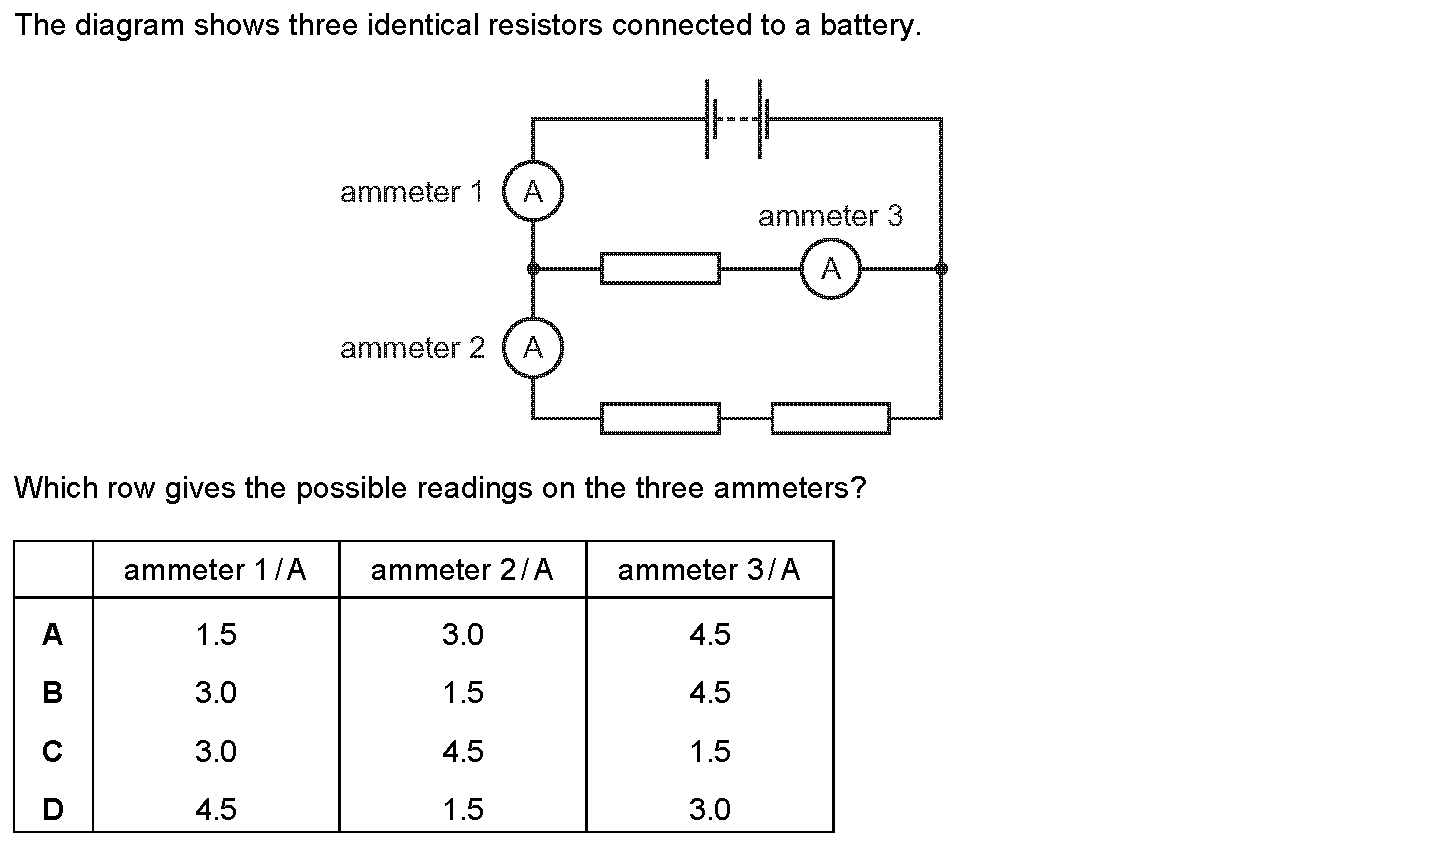 The diagram shows three identical resistors connected to a battery.
ammeter 1 A
ammeter 3
A
ammeter 2 A
Which row gives the possible readings on the three ammeters?
ammeter 1 / A ammeter 2 / A ammeter 3 / A
A 1.5 3.0 4.5
B 3.0 1.5 4.5
C 3.0 4.5 1.5
D 4.5 1.5 3.0